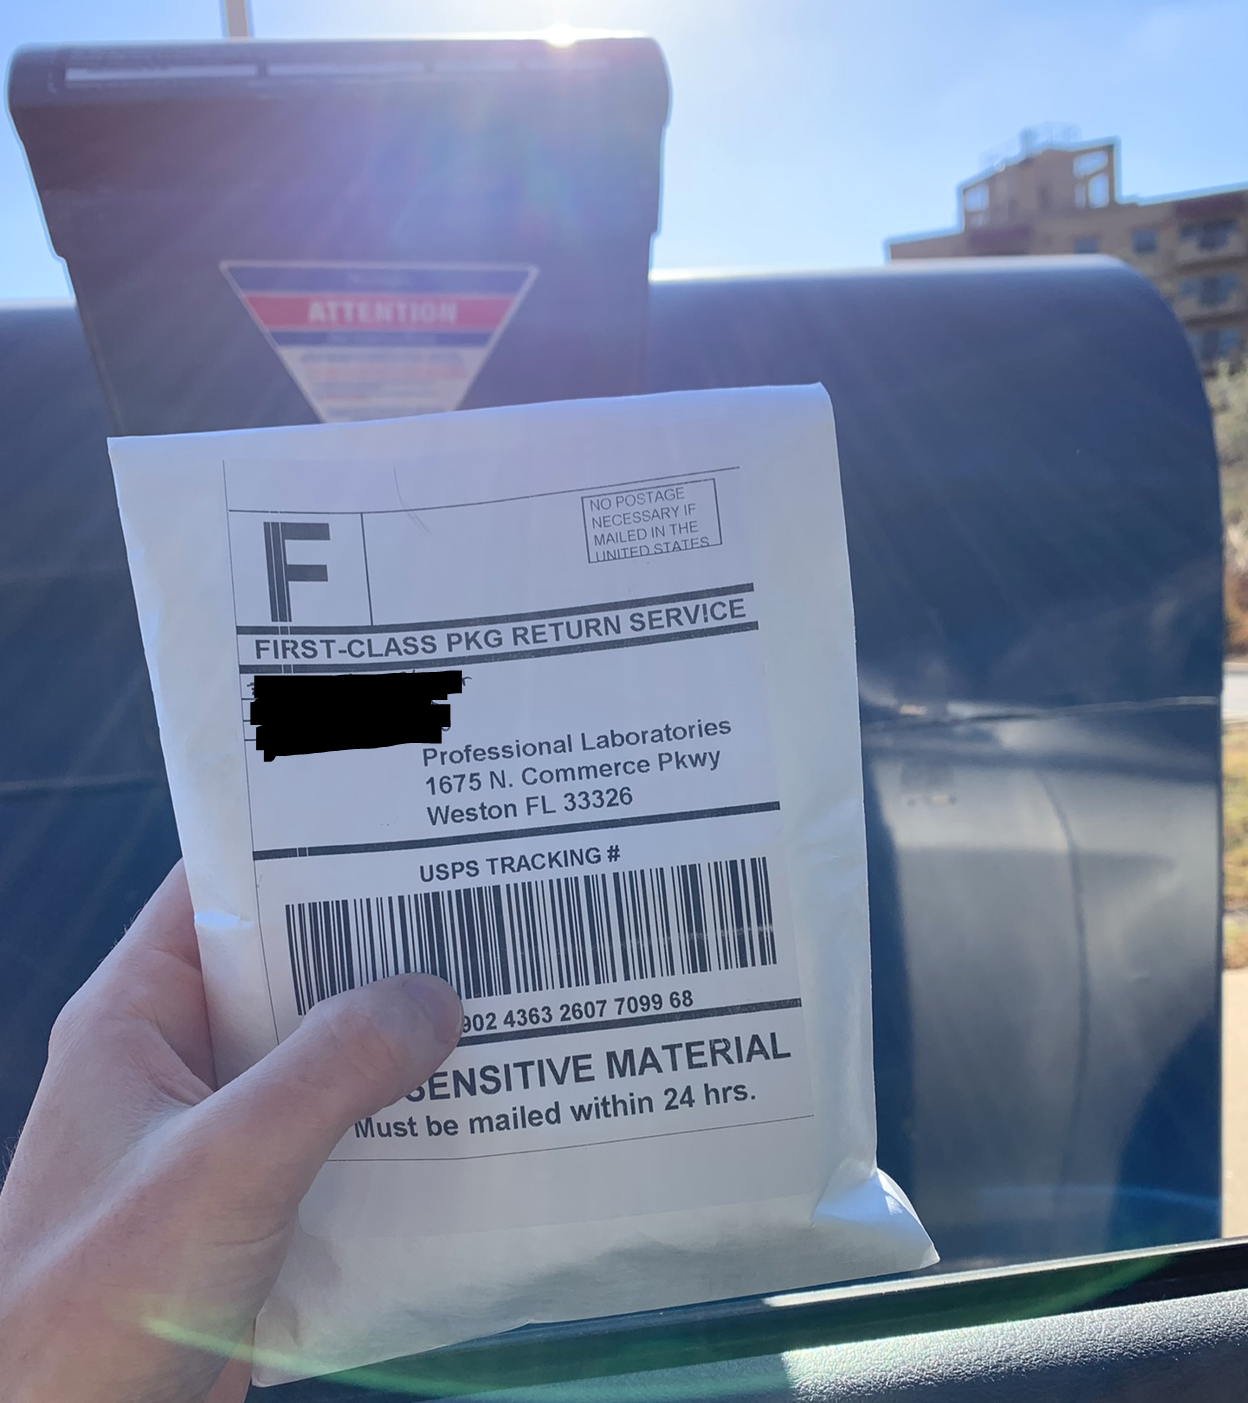 ATTENTION
F
NO POSTAGE
NECESSARY IF
MAILED IN THE
UNITED STATES
FIRST-CLASS PKG RETURN SERVICE
Professional Laboratories
1675 N. Commerce Pkwy
Weston FL 33326
USPS TRACKING #
902 4363 2607 7099 68
SENSITIVE MATERIAL
Must be mailed within 24 hrs.